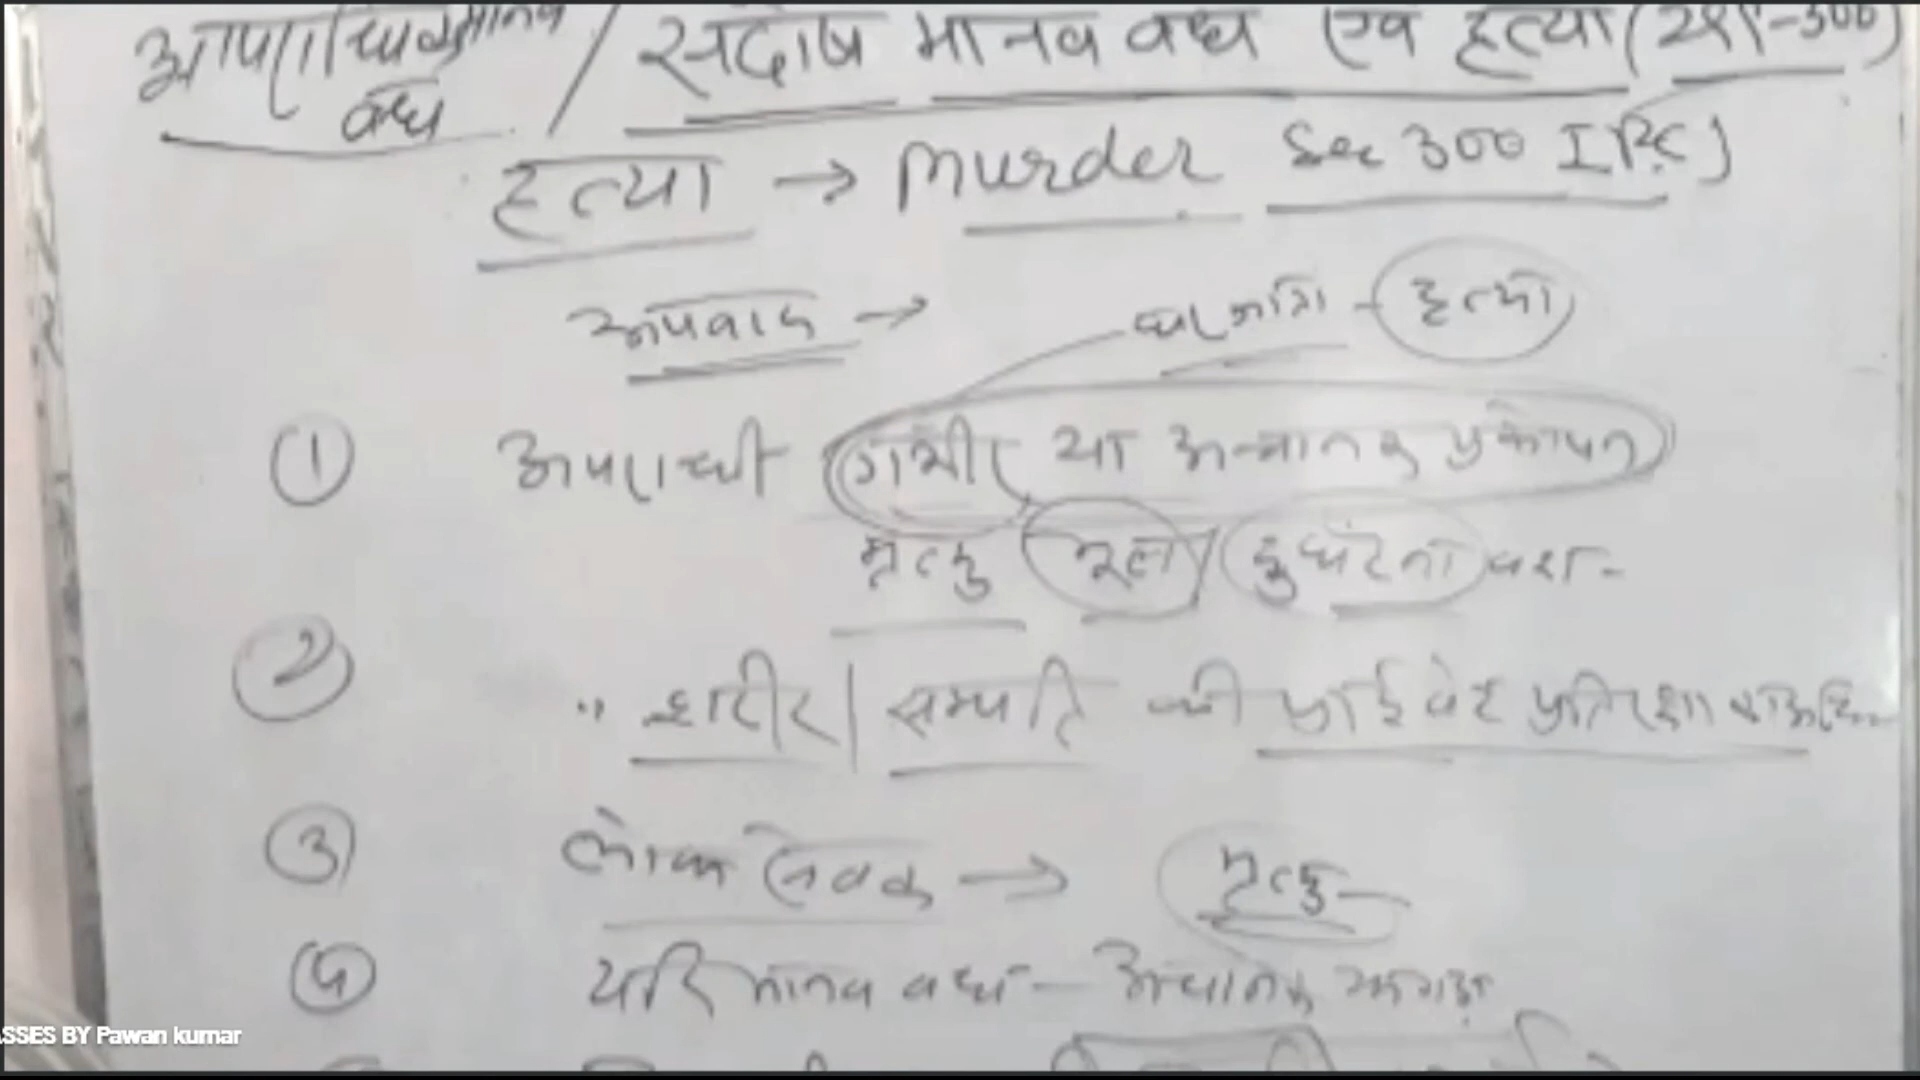 आपराधिक मानव वध / सदोष मानव वध एवं हत्या (299-300)
हत्या → Murder Sec 300 IPC]
अपवाद → - हत्या
① अपराधी गंभीर या अचानक प्रकोपन
मृत्यु भूल / दुर्घटना वश -
② " शरीर / सम्पति की प्राईवेट प्रतिरक्षा
③ लोक सेवक → मृत्यु -
④ यदि मानव वध - अचानक झगड़ा
ASSES BY Pawan kumar